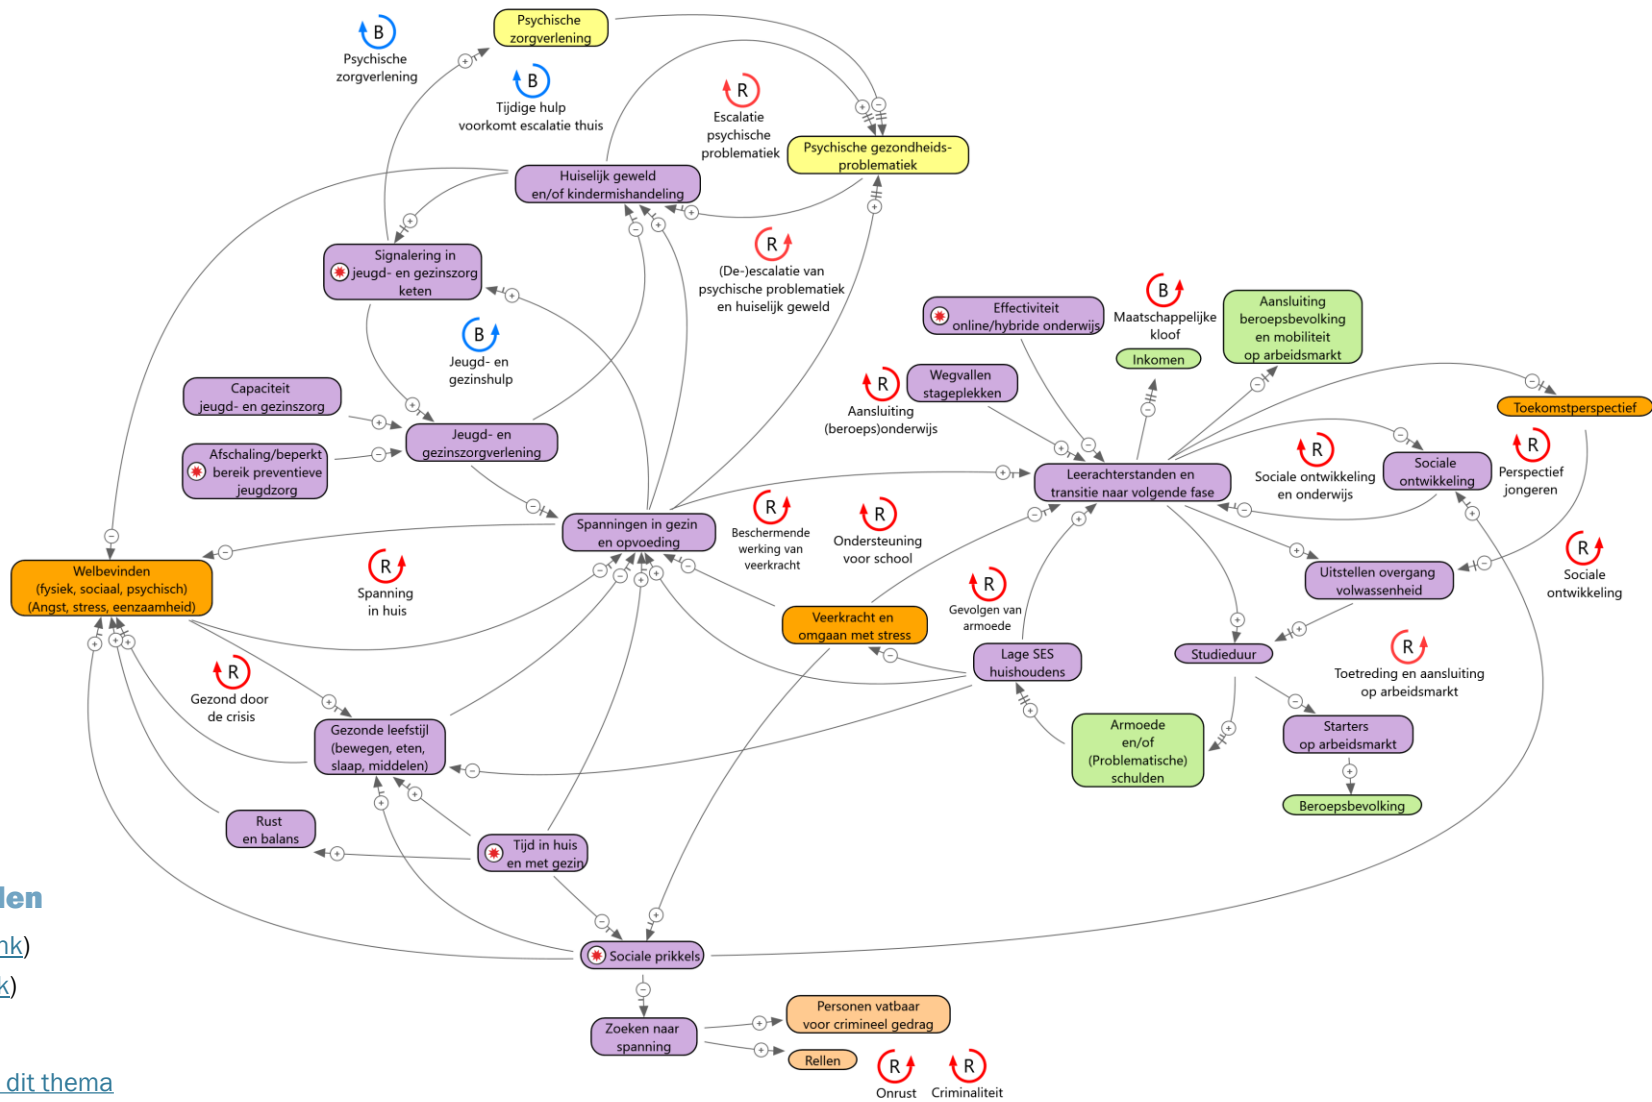 Psychische
zorgverlening
B
Psychische
zorgverlening
B
Tijdige hulp
voorkomt escalatie thuis
R
Escalatie
psychische
problematiek
Psychische gezondheids-
problematiek
Huiselijk geweld
en/of kindermishandeling
Signalering in
jeugd- en gezinszorg
keten
R
(De-)escalatie van
psychische problematiek
en huiselijk geweld
B
Jeugd- en
gezinshulp
Effectiviteit
online/hybride onderwijs
B
Maatschappelijke
kloof
Inkomen
Aansluiting
beroepsbevolking
en mobiliteit
op arbeidsmarkt
Capaciteit
jeugd- en gezinszorg
Wegvallen
stageplekken
R
Aansluiting
(beroeps)onderwijs
Toekomstperspectief
Afschaling/beperkt
bereik preventieve
jeugdzorg
Jeugd- en
gezinszorgverlening
Leerachterstanden en
transitie naar volgende fase
R
Sociale ontwikkeling
en onderwijs
Sociale
ontwikkeling
R
Perspectief
jongeren
Spanningen in gezin
en opvoeding
R
Beschermende
werking van
veerkracht
R
Ondersteuning
voor school
R
Sociale
ontwikkeling
Welbevinden
(fysiek, sociaal, psychisch)
(Angst, stress, eenzaamheid)
R
Spanning
in huis
Uitstellen overgang
volwassenheid
R
Gevolgen van
armoede
Veerkracht en
omgaan met stress
Lage SES
huishoudens
Studieduur
R
Toetreding en aansluiting
op arbeidsmarkt
R
Gezond door
de crisis
Gezonde leefstijl
(bewegen, eten,
slaap, middelen)
Armoede
en/of
(Problematische)
schulden
Starters
op arbeidsmarkt
Beroepsbevolking
Rust
en balans
Tijd in huis
en met gezin
len
nk)
k)
Sociale prikkels
Zoeken naar
spanning
Personen vatbaar
voor crimineel gedrag
Rellen
R
Onrust
R
Criminaliteit
dit thema